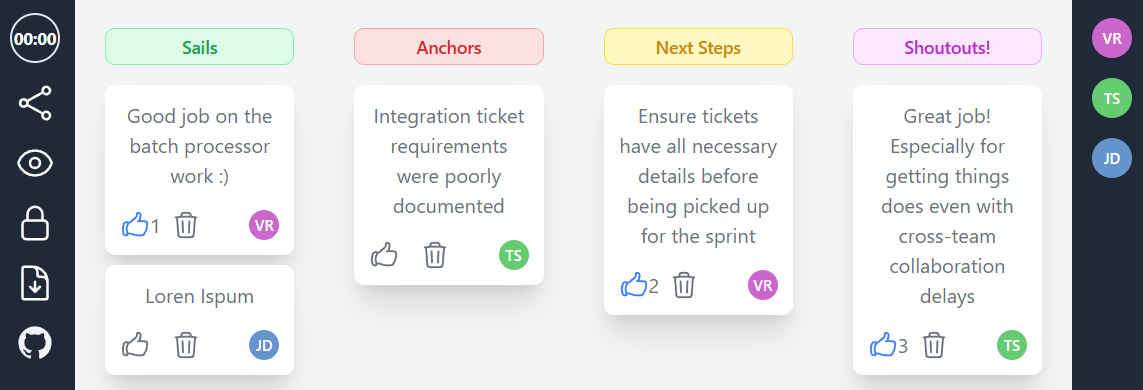 00:00
Sails
Good job on the
batch processor
work :)
1
VR
Loren Ispum
JD
Anchors
Integration ticket
requirements
were poorly
documented
TS
Next Steps
Ensure tickets
have all necessary
details before
being picked up
for the sprint
2
VR
Shoutouts!
Great job!
Especially for
getting things
does even with
cross-team
collaboration
delays
3
TS
VR
TS
JD